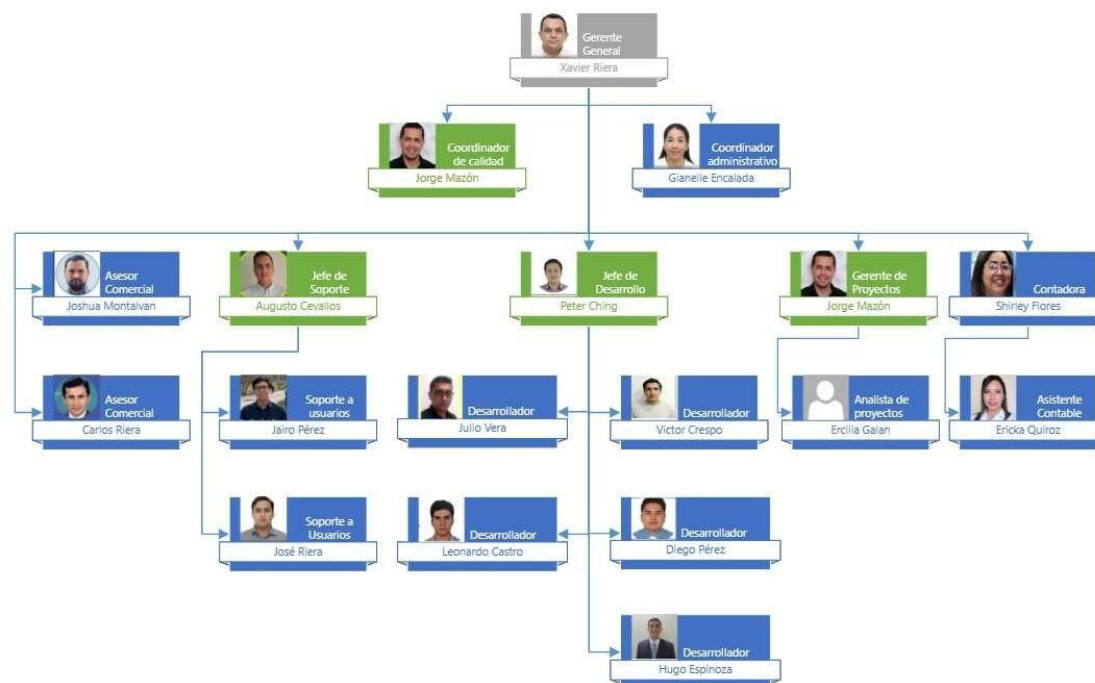 Gerente
General
Xavier Riera
Coordinador
de calidad
Jorge Mazón
Coordinador
administrativo
Gianelle Encalada
Asesor
Comercial
Joshua Montalvan
Jefe de
Soporte
Augusto Cevallos
Jefe de
Desarrollo
Peter Ching
Gerente de
Proyectos
Jorge Mazón
Contadora
Shirley Flores
Asesor
Comercial
Carlos Riera
Soporte a
usuarios
Jairo Pérez
Desarrollador
Julio Vera
Desarrollador
Victor Crespo
Analista de
proyectos
Ercilia Galan
Asistente
Contable
Ericka Quiroz
Soporte a
Usuarios
José Riera
Desarrollador
Leonardo Castro
Desarrollador
Diego Pérez
Desarrollador
Hugo Espinoza